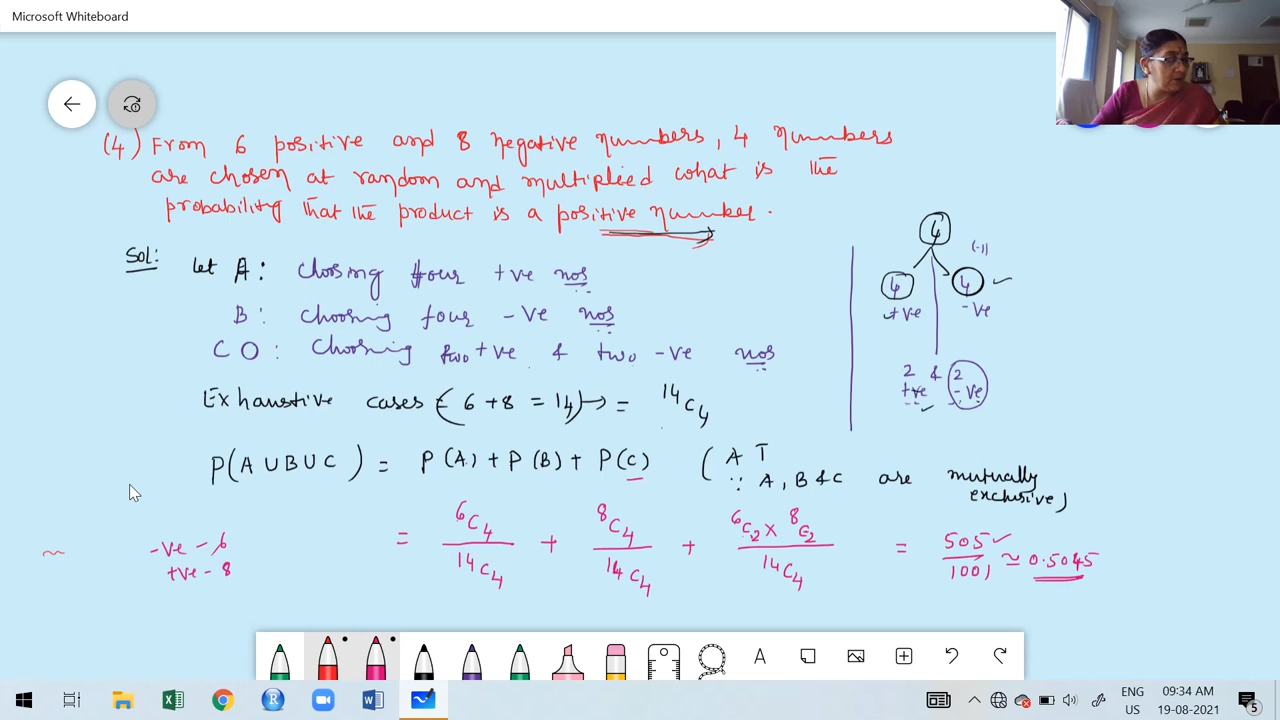 Microsoft Whiteboard
(4) From 6 positive and 8 negative numbers, 4 numbers
are chosen at random and multiplied what is the
probability that the product is a positive number.
Sol:
let A: choosing four +ve nos
B: choosing four -ve nos
C : choosing two +ve & two -ve nos
Exhaustive cases = (6+8 = 14) → = 14C4
P(A∪B∪C) = P(A) + P(B) + P(C) (AT
∵ A, B & C are mutually
exclusive)
= 6C4/14C4 + 8C4/14C4 + 6C2 x 8C2/14C4 = 505/1001 ≃ 0.5045
-ve - 6
+ve - 8
4
(-1)
4 4
+ve -ve
2 & 2
+ve -ve
A
ENG
US
09:34 AM
19-08-2021
5